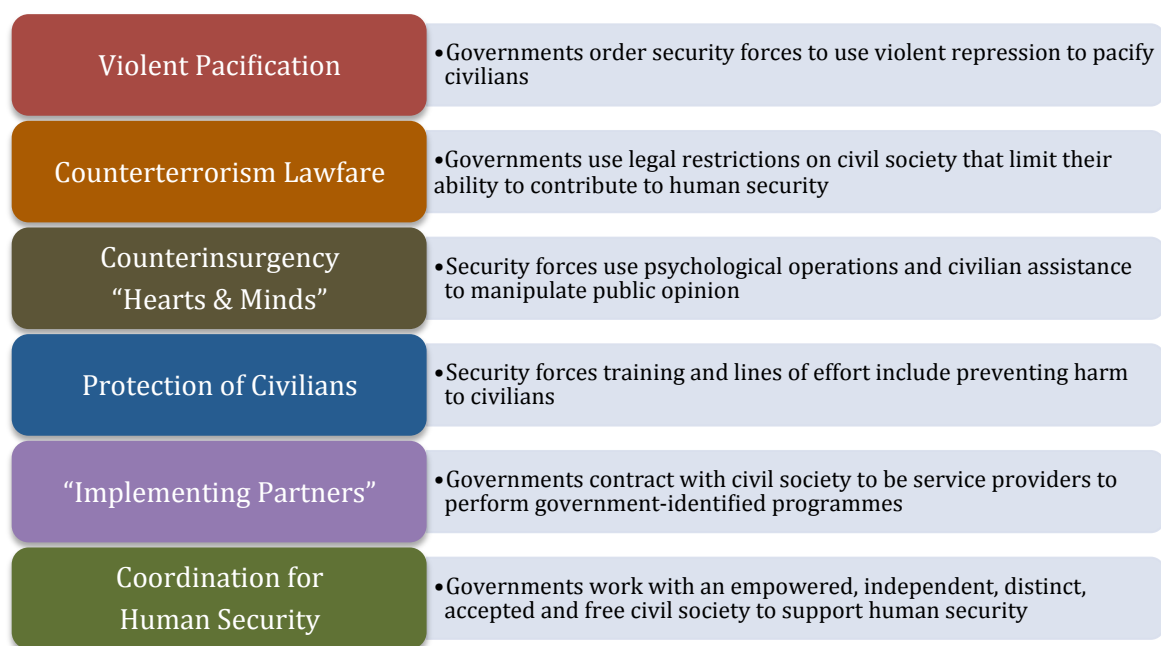 Violent Pacification
•Governments order security forces to use violent repression to pacify
civilians
Counterterrorism Lawfare
•Governments use legal restrictions on civil society that limit their
ability to contribute to human security
Counterinsurgency
“Hearts & Minds”
•Security forces use psychological operations and civilian assistance
to manipulate public opinion
Protection of Civilians
•Security forces training and lines of effort include preventing harm
to civilians
“Implementing Partners”
•Governments contract with civil society to be service providers to
perform government-identified programmes
Coordination for
Human Security
•Governments work with an empowered, independent, distinct,
accepted and free civil society to support human security